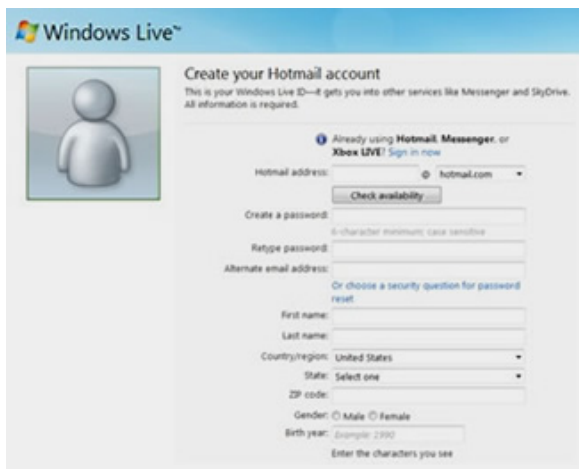 Windows Live™
Create your Hotmail account
This is your Windows Live ID—it gets you into other services like Messenger and SkyDrive.
All information is required.
Already using Hotmail, Messenger, or
Xbox LIVE? Sign in now
Hotmail address: @ hotmail.com
Check availability
Create a password:
6-character minimum; case sensitive
Retype password:
Alternate email address:
Or choose a security question for password
reset
First name:
Last name:
Country/region: United States
State: Select one
ZIP code:
Gender: Male Female
Birth year: Example: 1990
Enter the characters you see